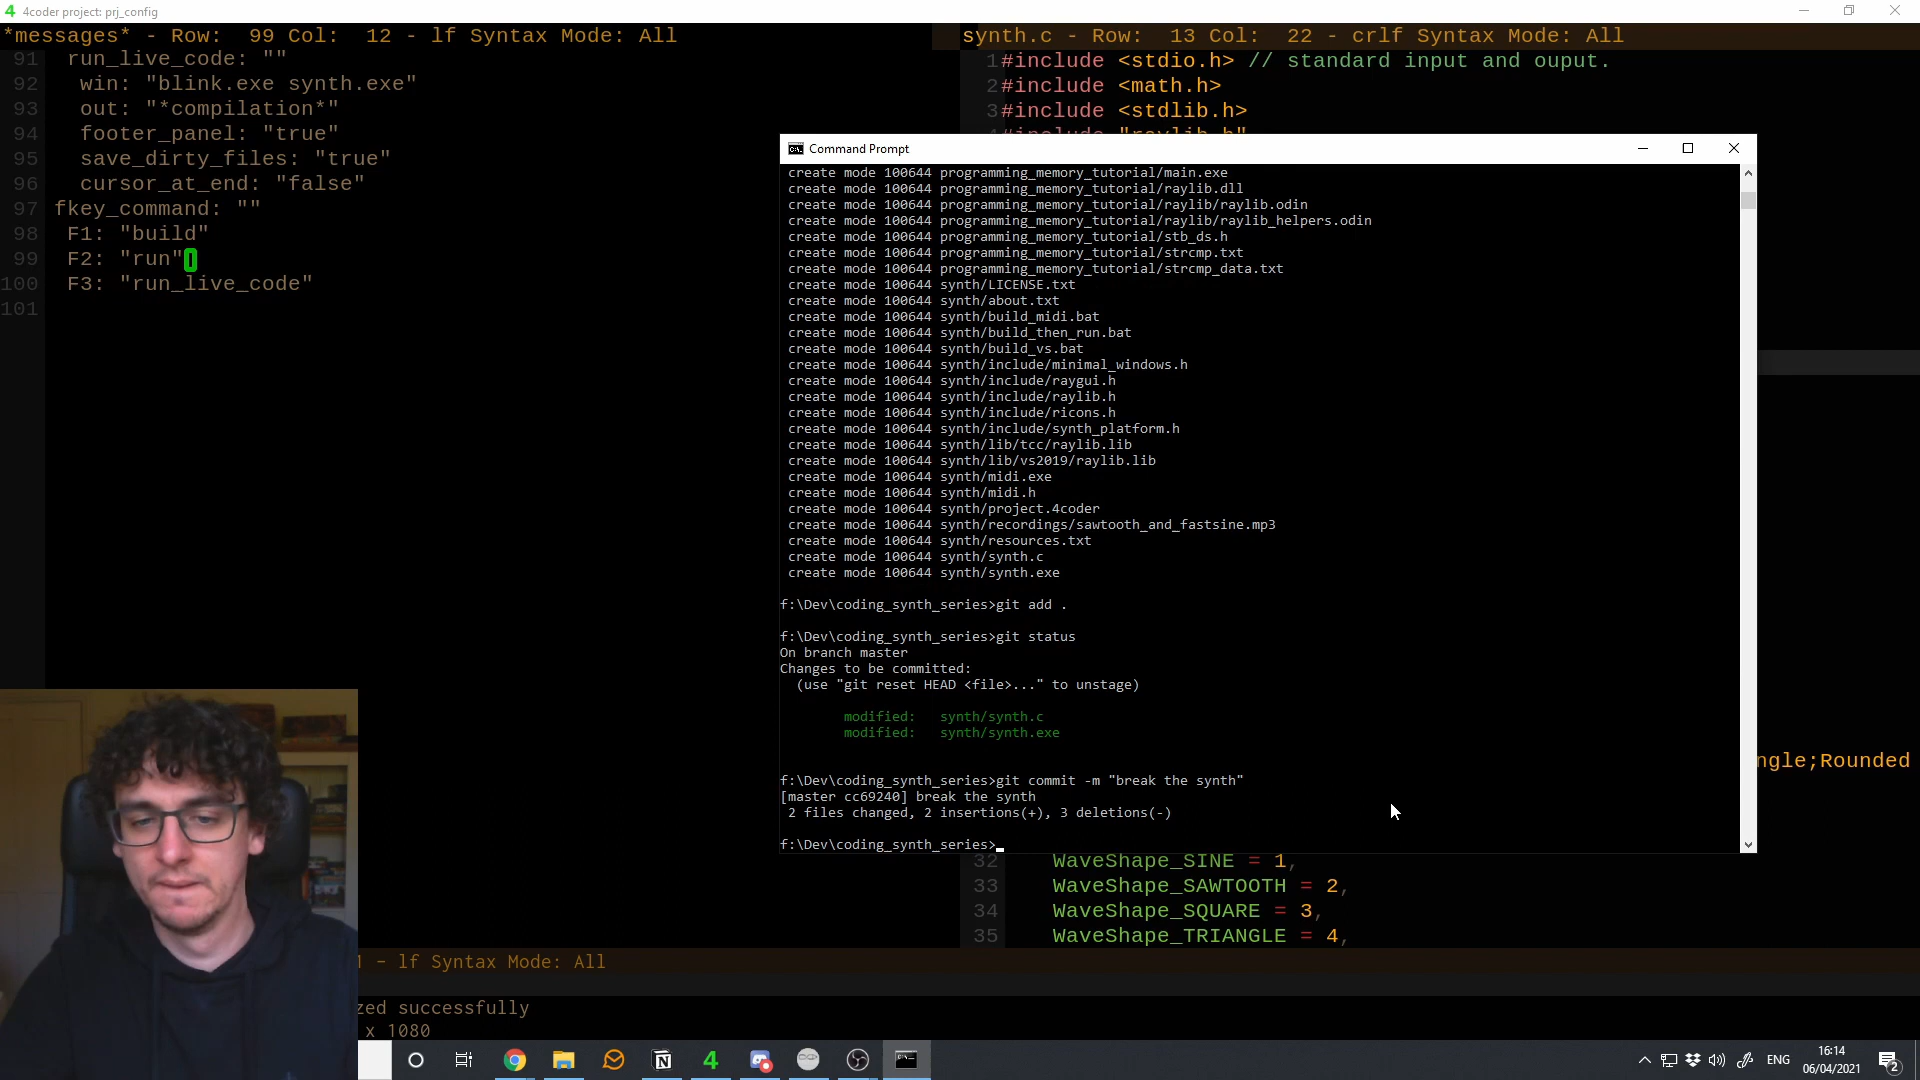 4coder project: prj_config
*messages* - Row:  99 Col:  12 - lf Syntax Mode: All
91 run_live_code: ""
92 win: "blink.exe synth.exe"
93 out: "*compilation*"
94 footer_panel: "true"
95 save_dirty_files: "true"
96 cursor_at_end: "false"
97 fkey_command: ""
98 F1: "build"
99 F2: "run"
100 F3: "run_live_code"
101
synth.c - Row:  13 Col:  22 - crlf Syntax Mode: All
1 #include <stdio.h> // standard input and ouput.
2 #include <math.h>
3 #include <stdlib.h>
4 #include "raylib.h"
Command Prompt
create mode 100644 programming_memory_tutorial/main.exe
create mode 100644 programming_memory_tutorial/raylib.dll
create mode 100644 programming_memory_tutorial/raylib/raylib.odin
create mode 100644 programming_memory_tutorial/raylib/raylib_helpers.odin
create mode 100644 programming_memory_tutorial/stb_ds.h
create mode 100644 programming_memory_tutorial/strcmp.txt
create mode 100644 programming_memory_tutorial/strcmp_data.txt
create mode 100644 synth/LICENSE.txt
create mode 100644 synth/about.txt
create mode 100644 synth/build_midi.bat
create mode 100644 synth/build_then_run.bat
create mode 100644 synth/build_vs.bat
create mode 100644 synth/include/minimal_windows.h
create mode 100644 synth/include/raygui.h
create mode 100644 synth/include/raylib.h
create mode 100644 synth/include/ricons.h
create mode 100644 synth/include/synth_platform.h
create mode 100644 synth/lib/tcc/raylib.lib
create mode 100644 synth/lib/vs2019/raylib.lib
create mode 100644 synth/midi.exe
create mode 100644 synth/midi.h
create mode 100644 synth/project.4coder
create mode 100644 synth/recordings/sawtooth_and_fastsine.mp3
create mode 100644 synth/resources.txt
create mode 100644 synth/synth.c
create mode 100644 synth/synth.exe
f:\Dev\coding_synth_series>git add .
f:\Dev\coding_synth_series>git status
On branch master
Changes to be committed:
(use "git reset HEAD <file>..." to unstage)
modified:   synth/synth.c
modified:   synth/synth.exe
f:\Dev\coding_synth_series>git commit -m "break the synth"
[master cc69240] break the synth
2 files changed, 2 insertions(+), 3 deletions(-)
f:\Dev\coding_synth_series>
ngle;Rounded
32 WaveShape_SINE = 1,
33 WaveShape_SAWTOOTH = 2,
34 WaveShape_SQUARE = 3,
35 WaveShape_TRIANGLE = 4,
1 - lf Syntax Mode: All
zed successfully
x 1080
ENG
16:14
06/04/2021
2